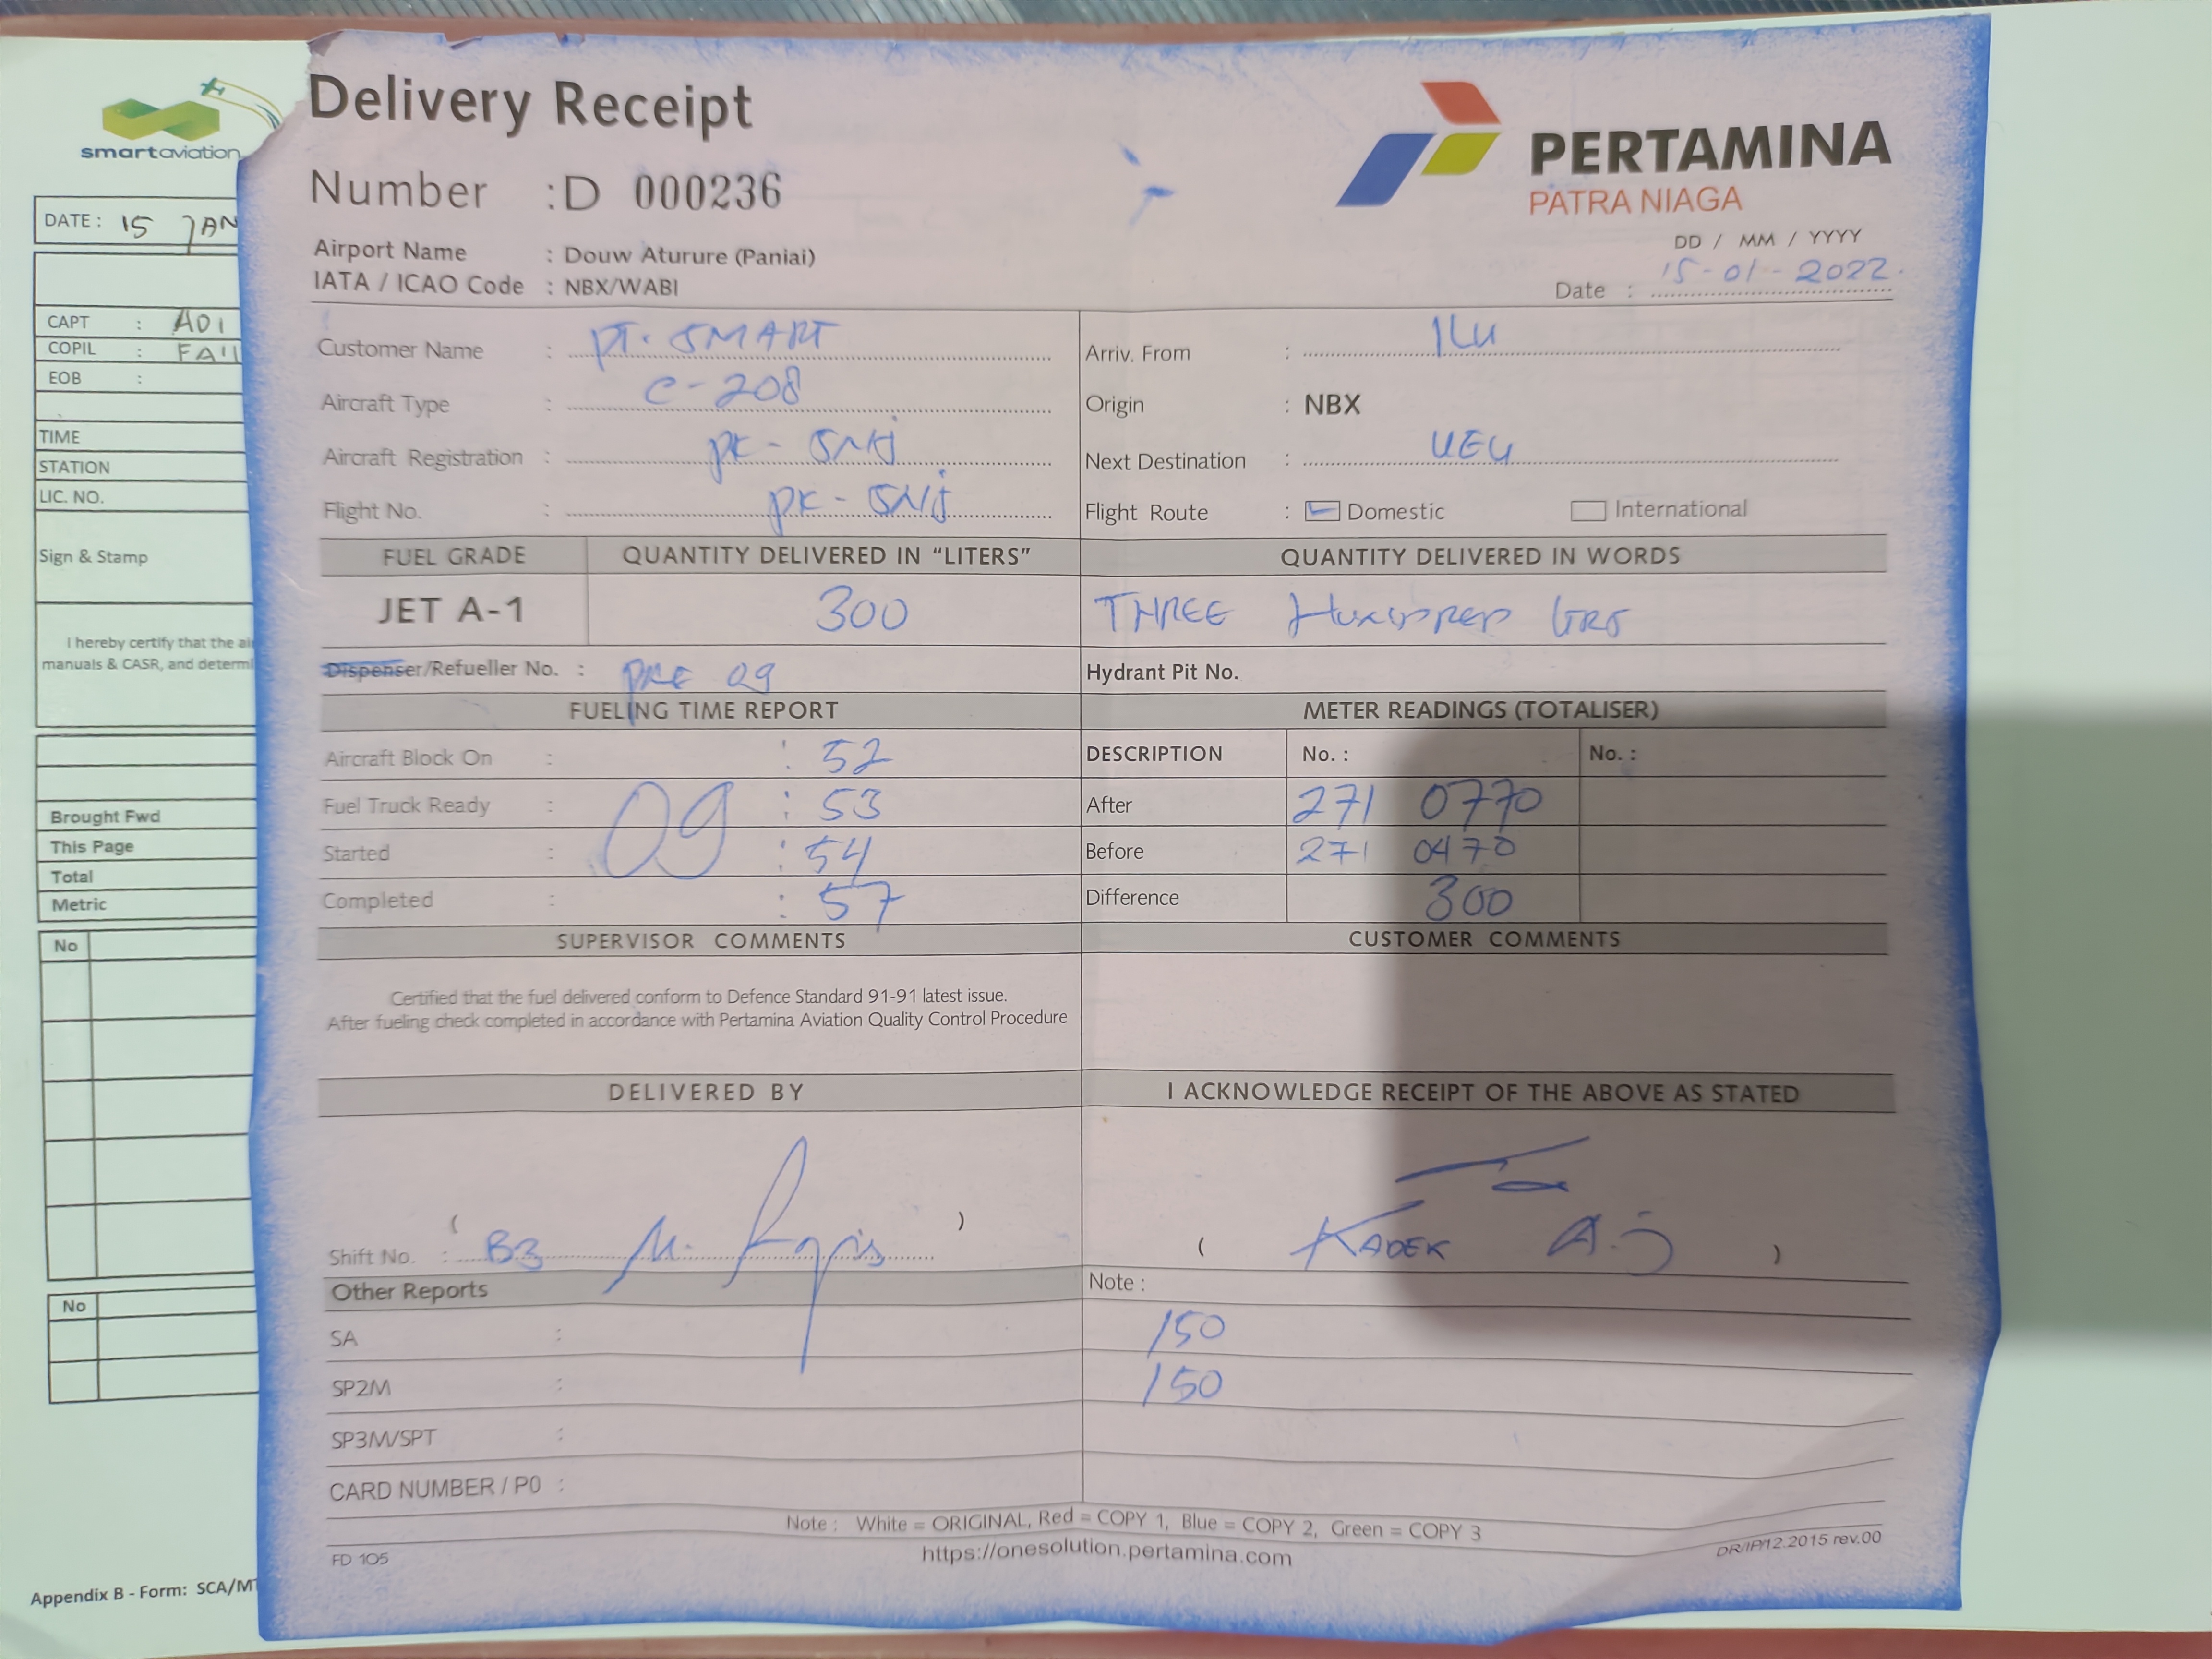 smartaviation
DATE : 15 JAN
CAPT : ADI
COPIL :
EOB :
TIME
STATION
LIC. NO.
Sign & Stamp
I hereby certify that the
manuals & CASR, and
Brought Fwd
This Page
Total
Metric
No
No
Appendix B - Form: SCA/
Delivery Receipt
Number : D 000236
PERTAMINA
PATRA NIAGA
Airport Name : Douw Aturure (Paniai)
IATA / ICAO Code : NBX/WABI
DD / MM / YYYY
Date : 15-01-2022
Customer Name : PT. SMART
Arriv. From :
Aircraft Type : C-208
Origin : NBX
Aircraft Registration : PK-SNJ
Next Destination :
Flight No. : PK-SNJ
Flight Route : Domestic International
FUEL GRADE QUANTITY DELIVERED IN “LITERS” QUANTITY DELIVERED IN WORDS
JET A-1 300 THREE
Dispenser/Refueller No. : PRE 09 Hydrant Pit No.
FUELING TIME REPORT METER READINGS (TOTALISER)
Aircraft Block On : : 52 DESCRIPTION No. : No. :
Fuel Truck Ready : 09 : 53 After 271 0770
Started : : 54 Before 271 0470
Completed : : 57 Difference 300
SUPERVISOR COMMENTS CUSTOMER COMMENTS
Certified that the fuel delivered conform to Defence Standard 91-91 latest issue.
After fueling check completed in accordance with Pertamina Aviation Quality Control Procedure
DELIVERED BY I ACKNOWLEDGE RECEIPT OF THE ABOVE AS STATED
( )
Shift No. : B3 M.
( KADEK A.S )
Other Reports Note :
SA : 150
SP2M : 150
SP3M/SPT :
CARD NUMBER / P0 :
Note : White = ORIGINAL, Red = COPY 1, Blue = COPY 2, Green = COPY 3
FD 105 https://onesolution.pertamina.com DR/IP/12.2015 rev.00